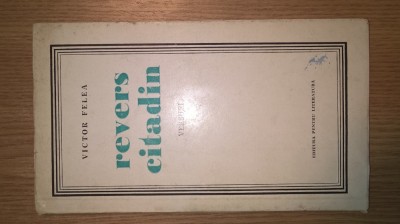 VICTOR FELEA
revers
citadin
VERSURI
EDITURA PENTRU LITERATURA